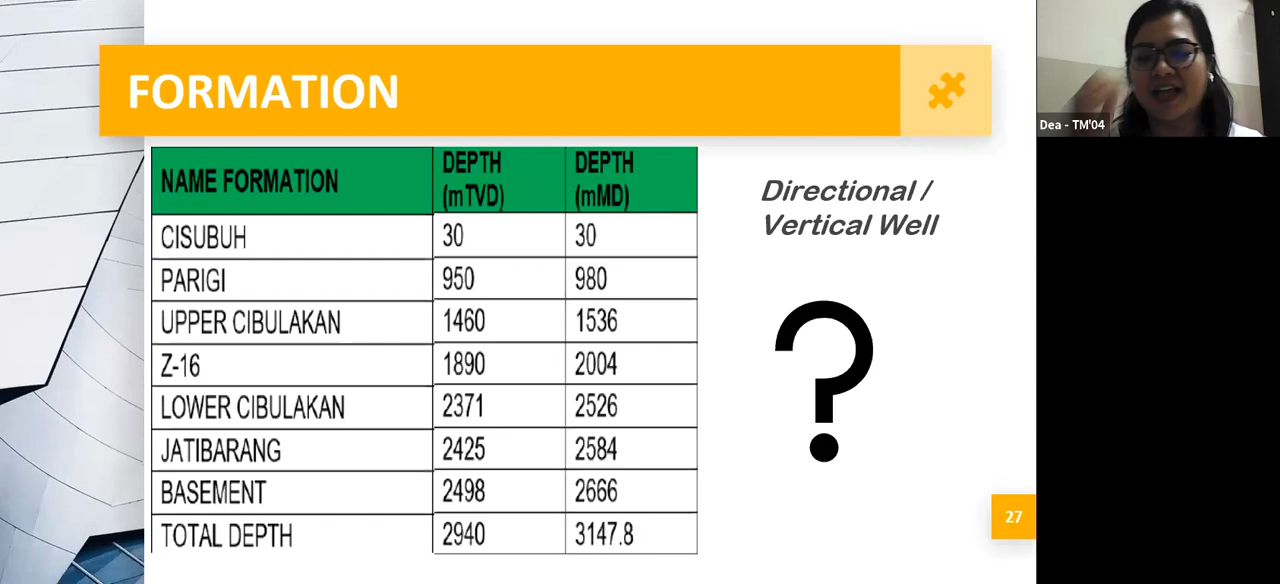 FORMATION
NAME FORMATION DEPTH (mTVD) DEPTH (mMD)
CISUBUH 30 30
PARIGI 950 980
UPPER CIBULAKAN 1460 1536
Z-16 1890 2004
LOWER CIBULAKAN 2371 2526
JATIBARANG 2425 2584
BASEMENT 2498 2666
TOTAL DEPTH 2940 3147.8
Directional /
Vertical Well
?
27
Dea - TM'04